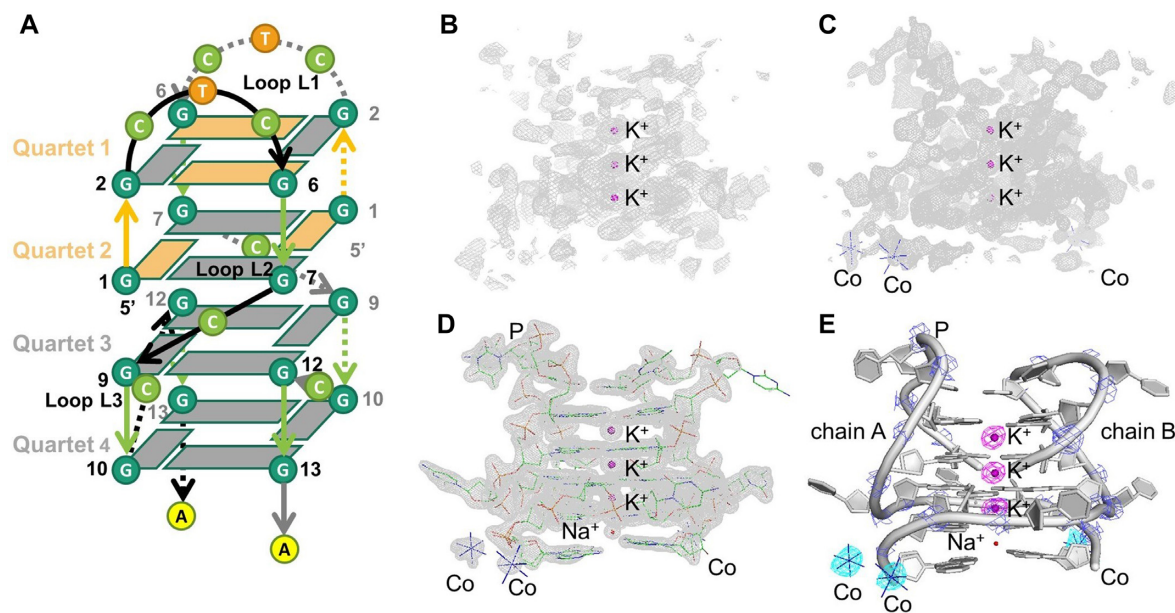 A
T
C
C
Loop L1
6
T
G
G
2
C
C
Quartet 1
2
G
G
6
7
G
G
1
Quartet 2
C
5'
Loop L2
1
G
G
7
5'
12
G
G
9
C
Quartet 3
9
G
G
12
C
C
Loop L3
13
G
G
10
Quartet 4
10
G
G
13
A
A
B
K+
K+
K+
C
K+
K+
K+
Co
Co
Co
D
P
K+
K+
K+
Na+
Co
Co
Co
E
P
chain A
chain B
K+
K+
K+
Na+
Co
Co
Co